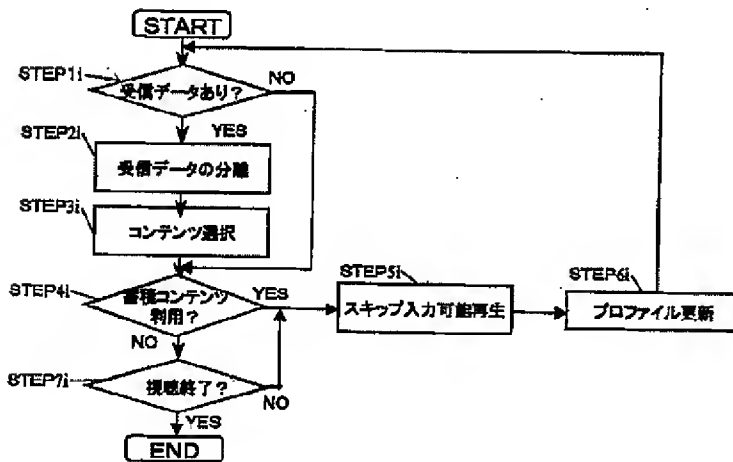 START
STEP1i
受信データあり？
NO
YES
STEP2i
受信データの分離
STEP3i
コンテンツ選択
STEP4i
蓄積コンテンツ
利用？
YES
NO
STEP5i
スキップ入力可能再生
STEP6i
プロファイル更新
STEP7i
視聴終了？
NO
YES
END